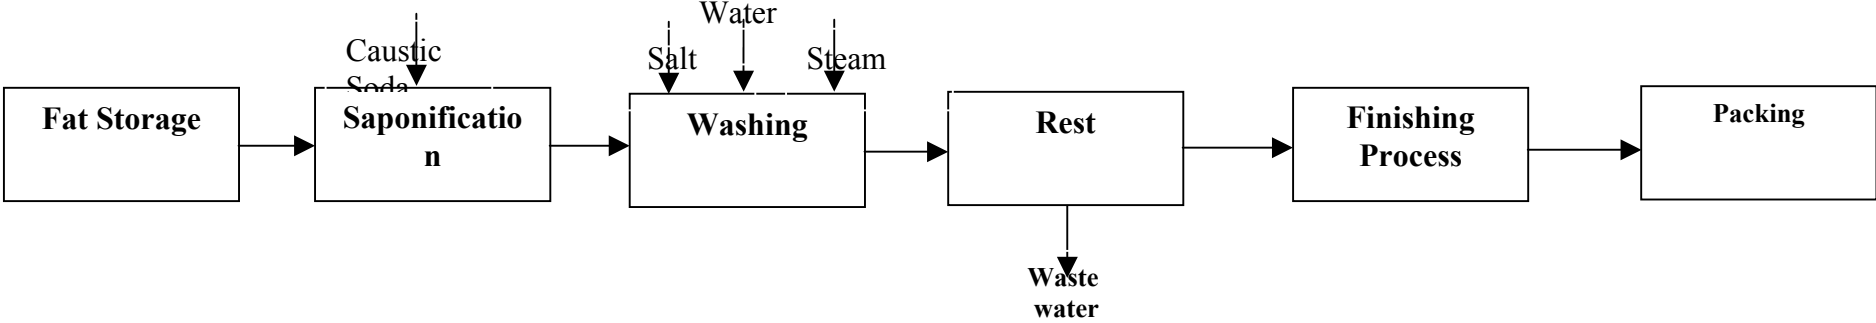 Water
Caustic
Soda
Salt
Steam
Fat Storage
Saponificatio
n
Washing
Rest
Finishing
Process
Packing
Waste
water